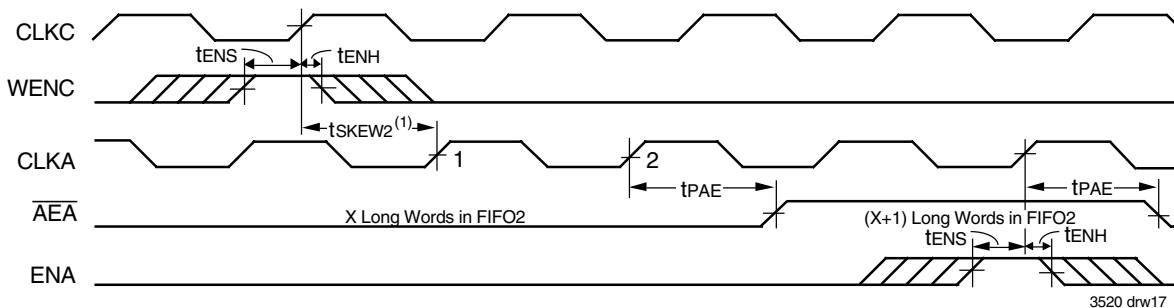 CLKC
tENS
tENH
WENC
tSKEW2(1)
CLKA
1
2
tPAE
tPAE
AEA
X Long Words in FIFO2
(X+1) Long Words in FIFO2
tENS
tENH
ENA
3520 drw17